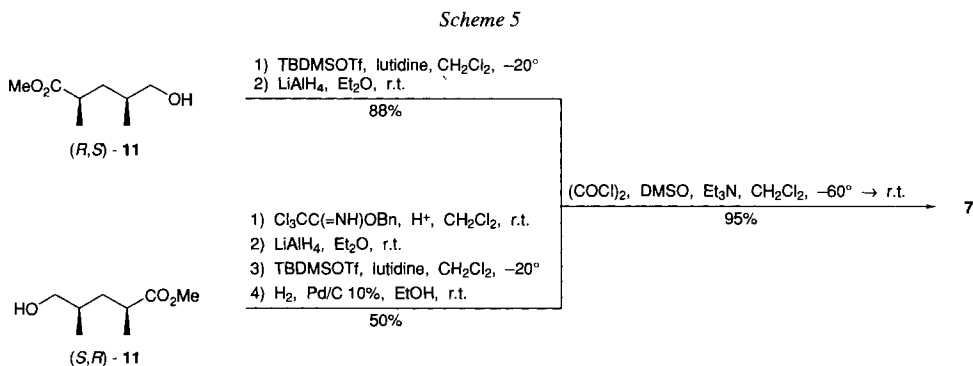 Scheme 5
1) TBDMSOTf, lutidine, CH₂Cl₂, −20°
2) LiAlH₄, Et₂O, r.t.
88%
MeO₂C
OH
(R,S) - 11
(COCl)₂, DMSO, Et₃N, CH₂Cl₂, −60° → r.t.
95%
7
1) Cl₃CC(=NH)OBn, H⁺, CH₂Cl₂, r.t.
2) LiAlH₄, Et₂O, r.t.
3) TBDMSOTf, lutidine, CH₂Cl₂, −20°
4) H₂, Pd/C 10%, EtOH, r.t.
50%
HO
CO₂Me
(S,R) - 11